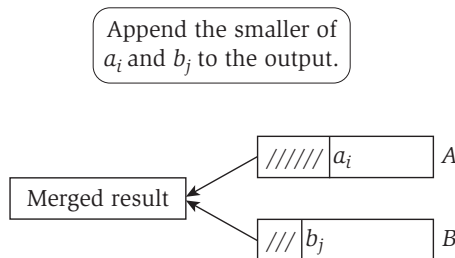 Append the smaller of
a_i and b_j to the output.
////// a_i A
Merged result
/// b_j B